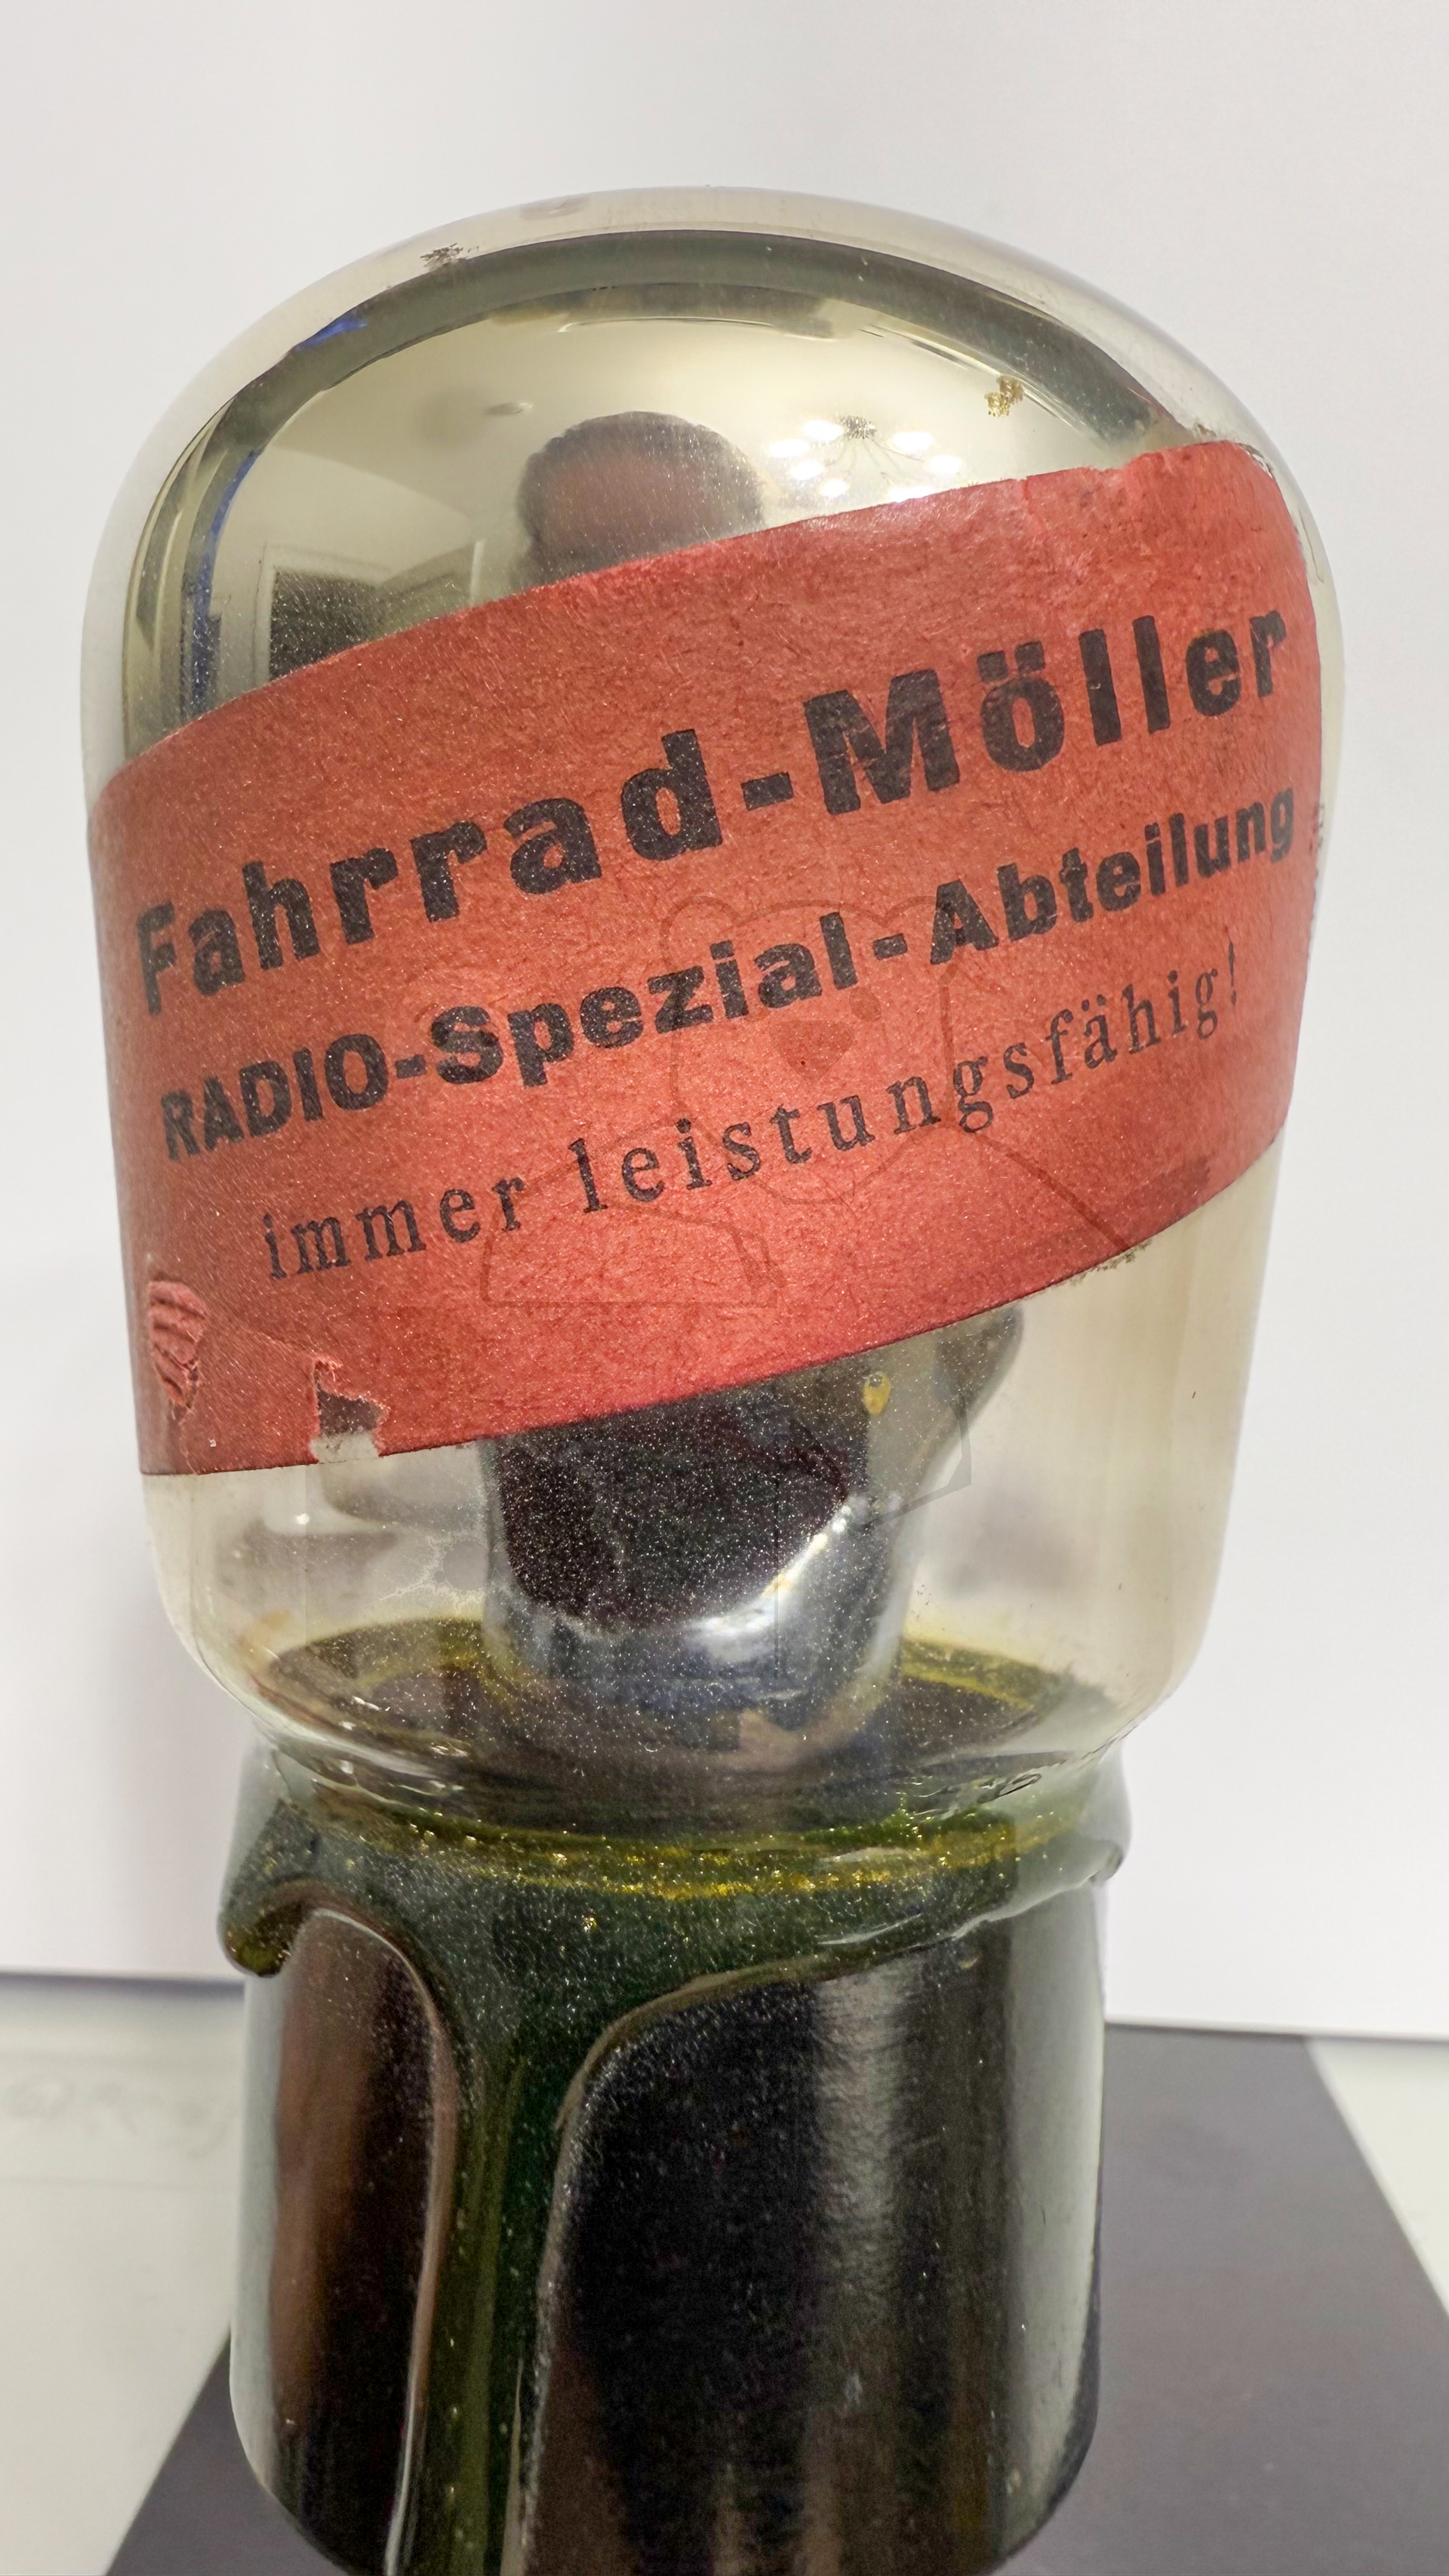 Fahrrad-Möller
RADIO-Spezial-Abteilung
immer leistungsfähig!